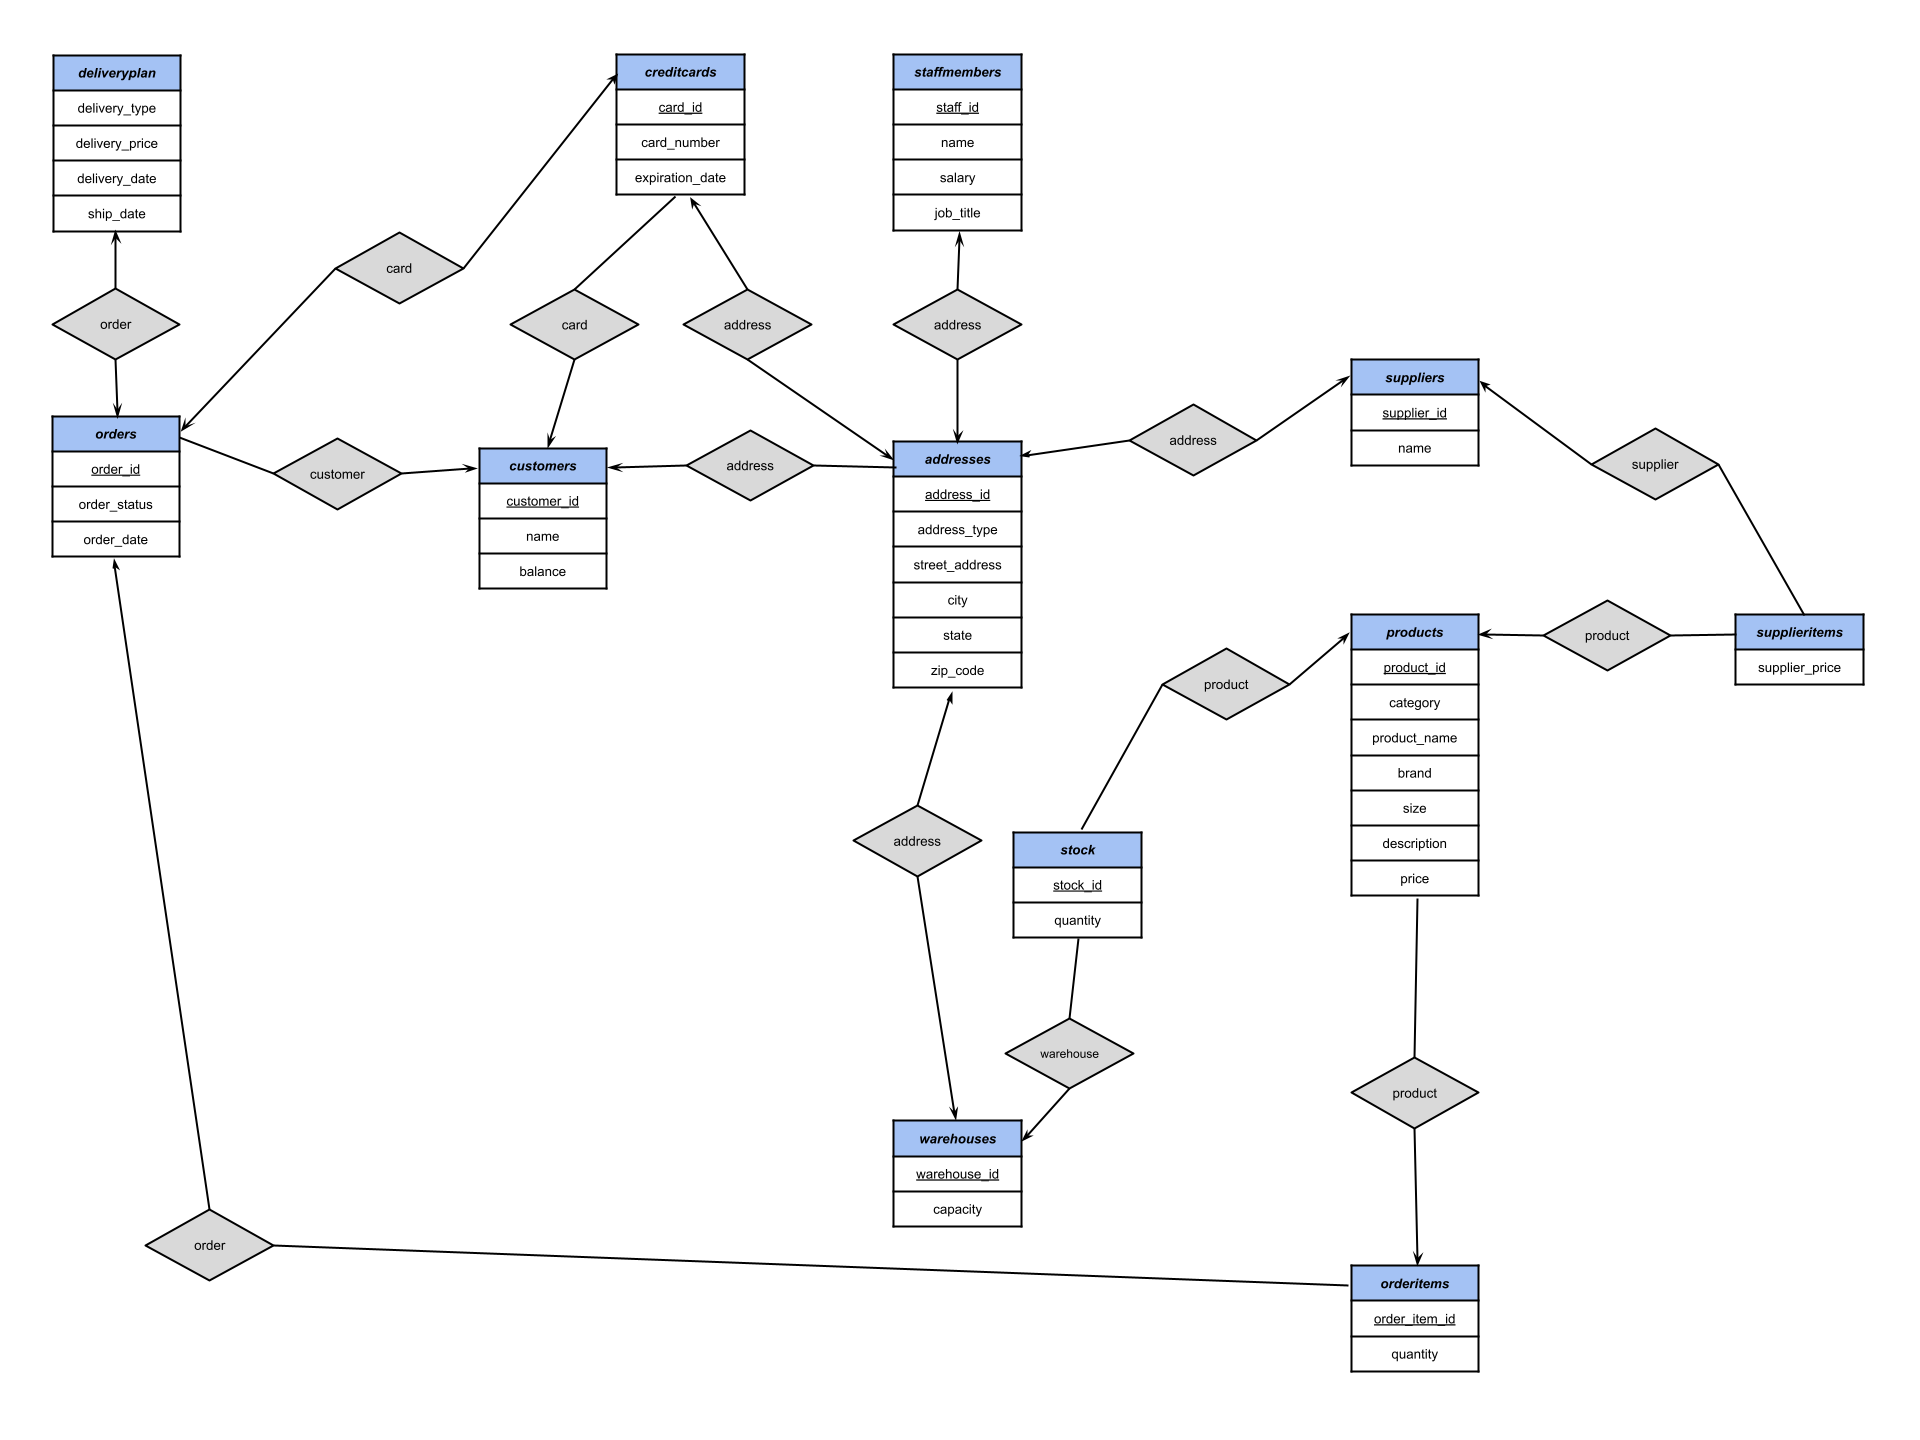 deliveryplan
delivery_type
delivery_price
delivery_date
ship_date
creditcards
card_id
card_number
expiration_date
staffmembers
staff_id
name
salary
job_title
card
order
card
address
address
suppliers
supplier_id
name
address
supplier
orders
order_id
order_status
order_date
customer
customers
customer_id
name
balance
address
addresses
address_id
address_type
street_address
city
state
zip_code
products
product_id
category
product_name
brand
size
description
price
product
supplieritems
supplier_price
product
address
stock
stock_id
quantity
warehouse
product
warehouses
warehouse_id
capacity
order
orderitems
order_item_id
quantity